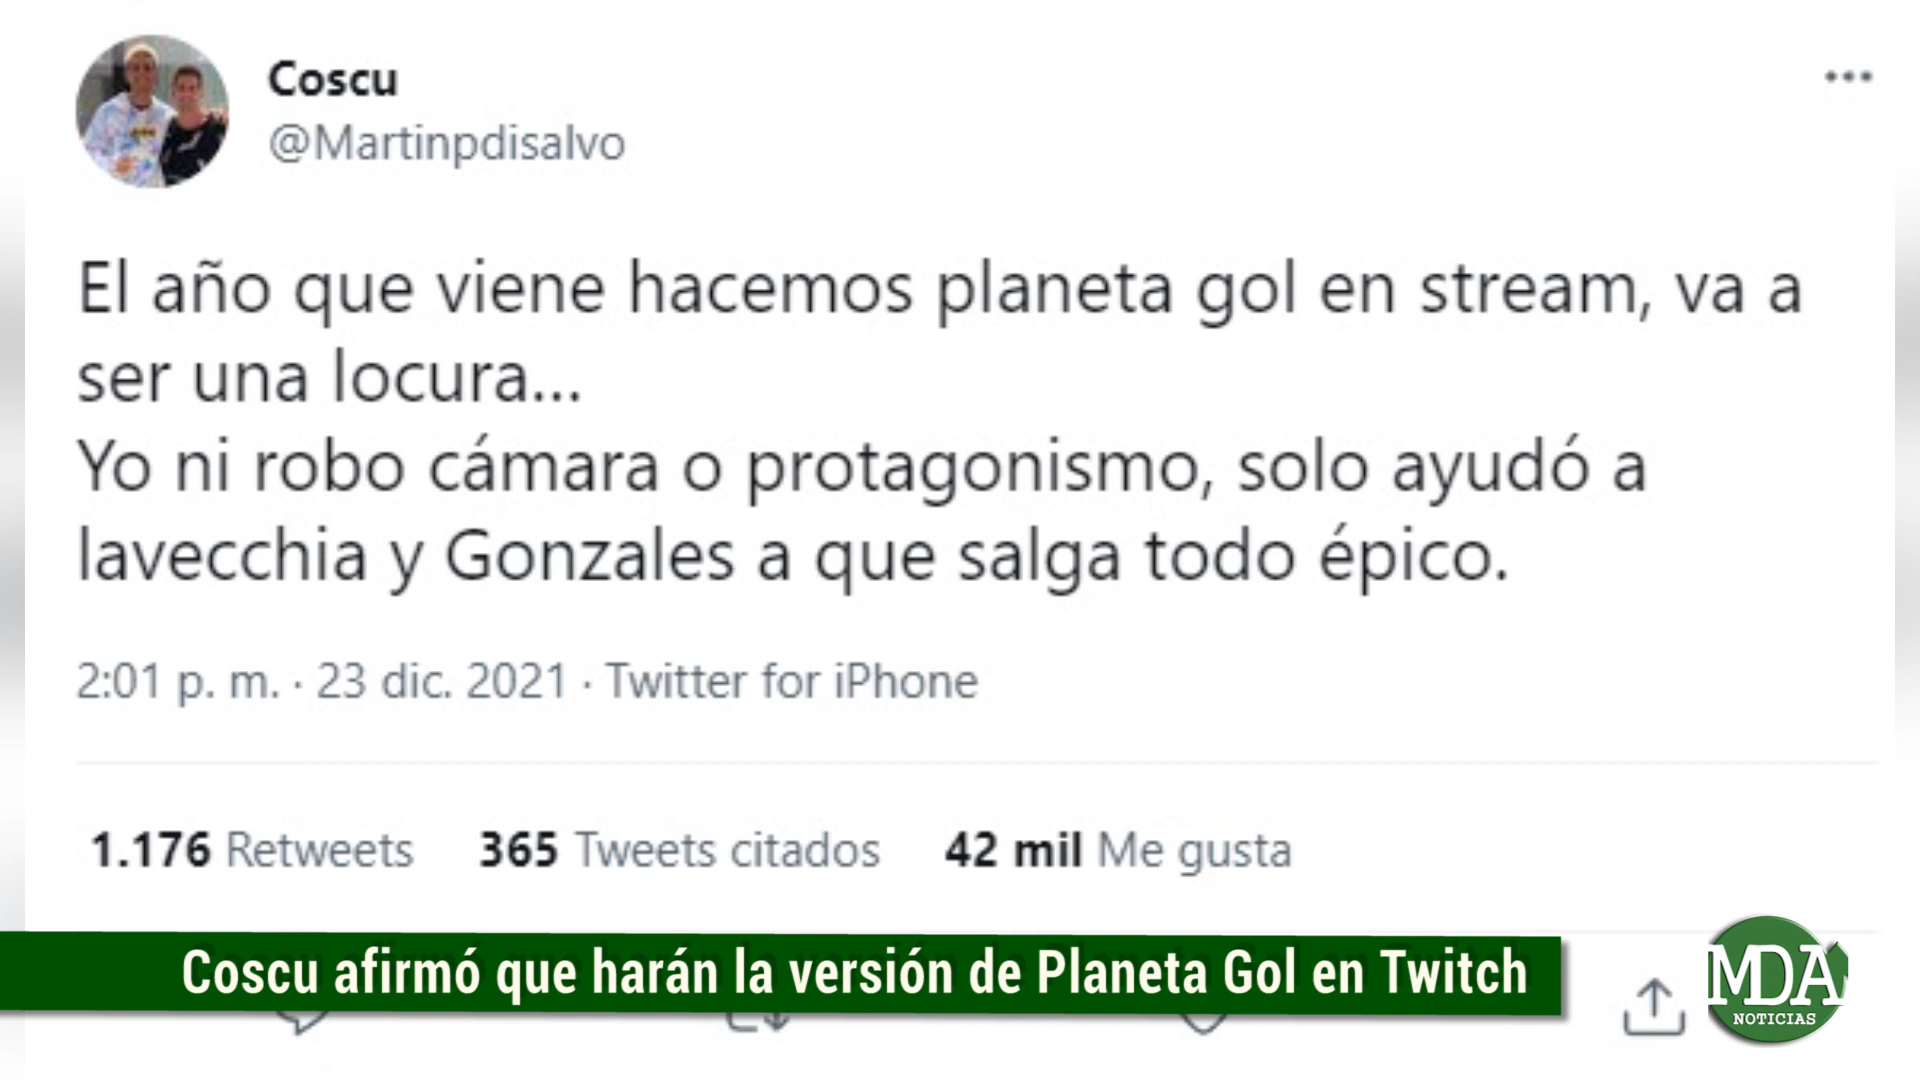 Coscu
@Martinpdisalvo
El año que viene hacemos planeta gol en stream, va a
ser una locura...
Yo ni robo cámara o protagonismo, solo ayudó a
lavecchia y Gonzales a que salga todo épico.
2:01 p. m. · 23 dic. 2021 · Twitter for iPhone
1.176 Retweets 365 Tweets citados 42 mil Me gusta
Coscu afirmó que harán la versión de Planeta Gol en Twitch
MDA
NOTICIAS